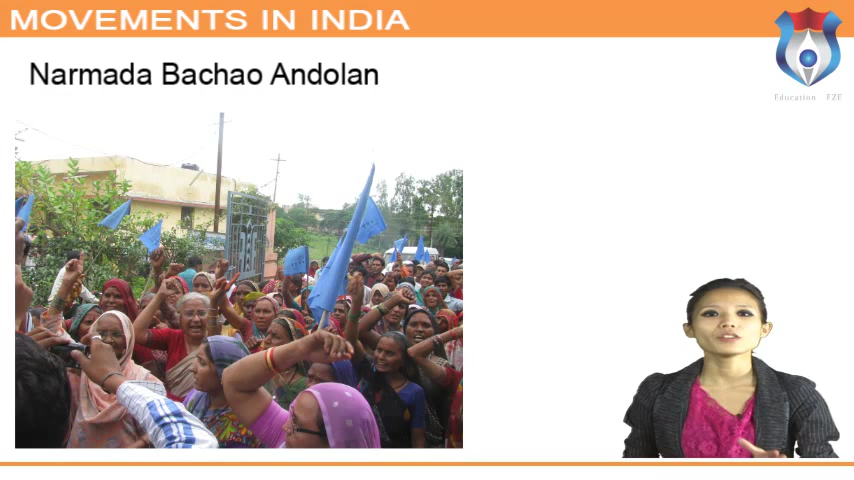 MOVEMENTS IN INDIA
Narmada Bachao Andolan
Education FZE